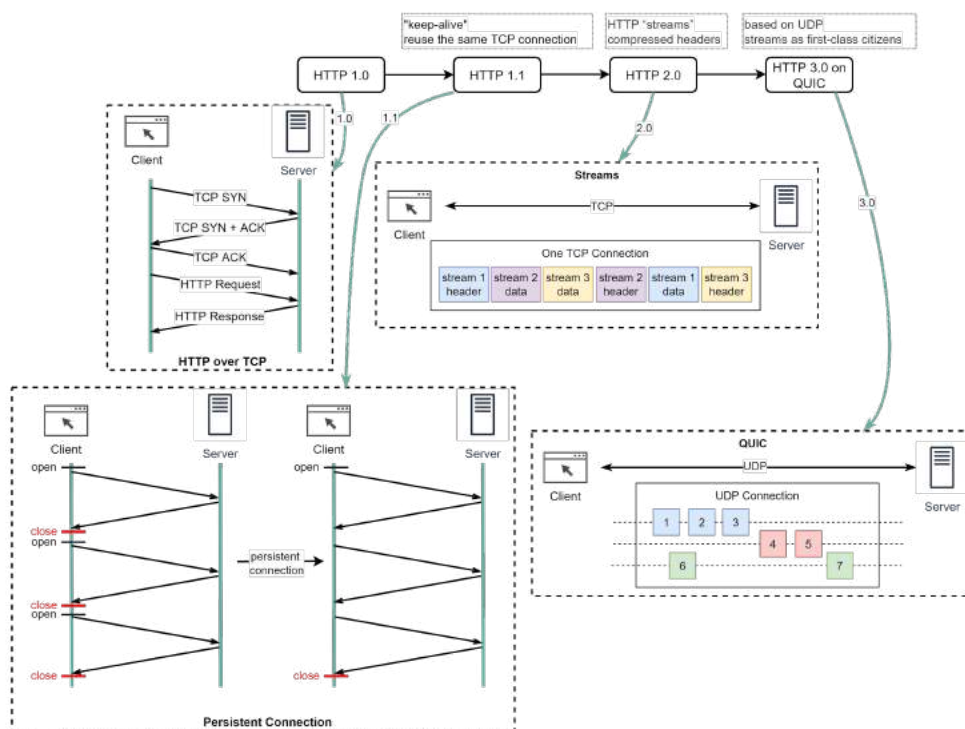 "keep-alive"
reuse the same TCP connection
HTTP "streams"
compressed headers
based on UDP
streams as first-class citizens
HTTP 1.0
HTTP 1.1
HTTP 2.0
HTTP 3.0 on
QUIC
1.0
1.1
2.0
3.0
Client
Server
TCP SYN
TCP SYN + ACK
TCP ACK
HTTP Request
HTTP Response
HTTP over TCP
Streams
Client
TCP
Server
One TCP Connection
stream 1
header
stream 2
data
stream 3
data
stream 2
header
stream 1
data
stream 3
header
Client
Server
Client
Server
open
close
open
close
open
close
persistent
connection
open
close
Persistent Connection
QUIC
Client
UDP
Server
UDP Connection
1
2
3
4
5
6
7